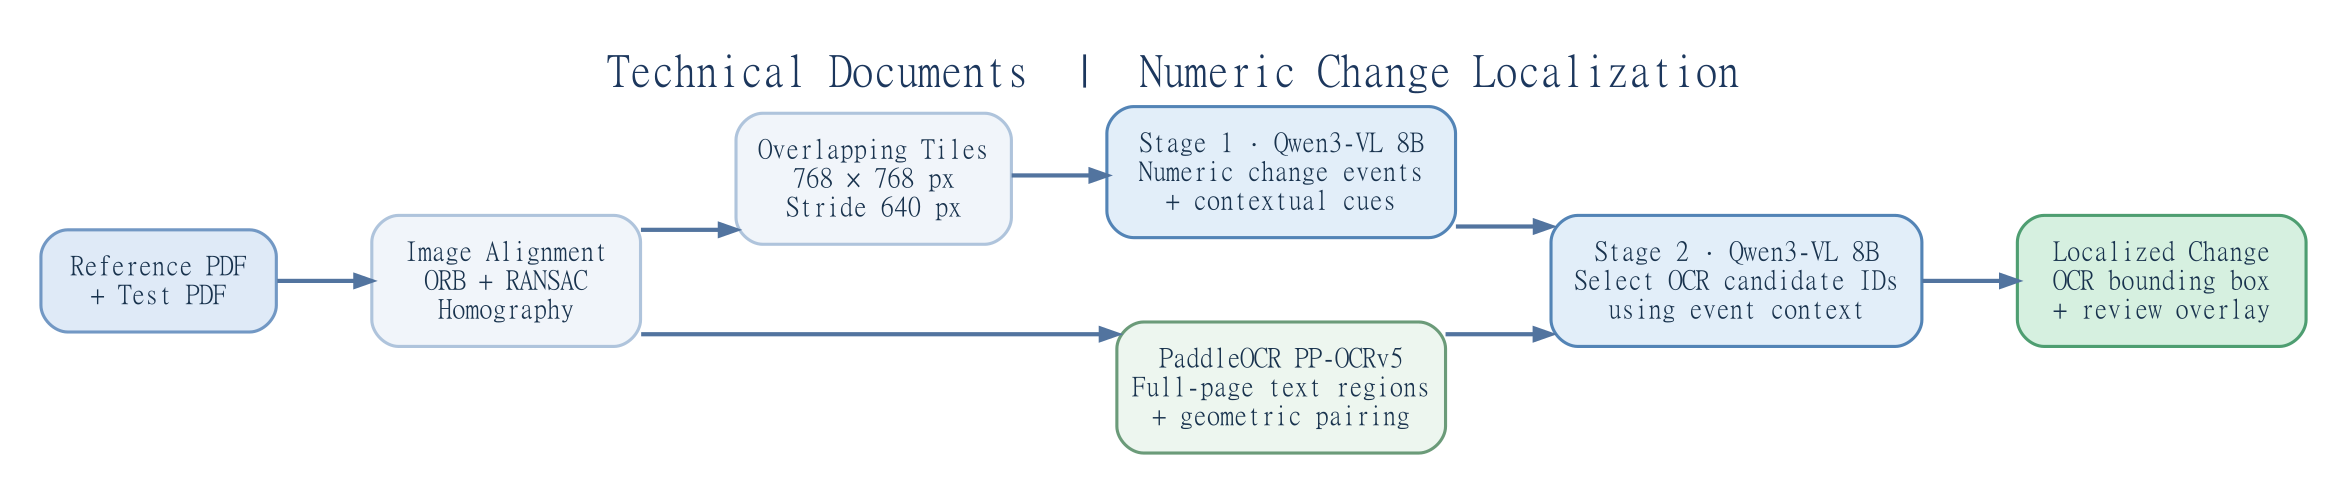 Technical Documents | Numeric Change Localization
Reference PDF
+ Test PDF
Image Alignment
ORB + RANSAC
Homography
Overlapping Tiles
768 × 768 px
Stride 640 px
Stage 1 · Qwen3-VL 8B
Numeric change events
+ contextual cues
PaddleOCR PP-OCRv5
Full-page text regions
+ geometric pairing
Stage 2 · Qwen3-VL 8B
Select OCR candidate IDs
using event context
Localized Change
OCR bounding box
+ review overlay